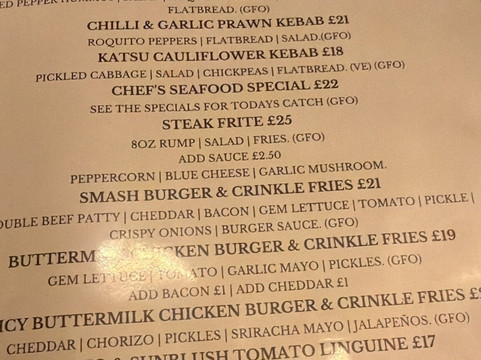 FLATBREAD. (GFO)
CHILLI & GARLIC PRAWN KEBAB £21
ROQUITO PEPPERS | FLATBREAD | SALAD.(GFO)
KATSU CAULIFLOWER KEBAB £18
PICKLED CABBAGE | SALAD | CHICKPEAS | FLATBREAD. (VE) (GFO)
CHEF'S SEAFOOD SPECIAL £22
SEE THE SPECIALS FOR TODAYS CATCH (GFO)
STEAK FRITE £25
8OZ RUMP | SALAD | FRIES. (GFO)
ADD SAUCE £2.50
PEPPERCORN | BLUE CHEESE | GARLIC MUSHROOM.
SMASH BURGER & CRINKLE FRIES £21
DOUBLE BEEF PATTY | CHEDDAR | BACON | GEM LETTUCE | TOMATO | PICKLE |
CRISPY ONIONS | BURGER SAUCE. (GFO)
BUTTERMILK CHICKEN BURGER & CRINKLE FRIES £19
GEM LETTUCE | TOMATO | GARLIC MAYO | PICKLES. (GFO)
ADD BACON £1 | ADD CHEDDAR £1
ICY BUTTERMILK CHICKEN BURGER & CRINKLE FRIES
CHEDDAR | CHORIZO | PICKLES | SRIRACHA MAYO | JALAPEÑOS. (GFO)
& SUNBLUSH TOMATO LINGUINE £17